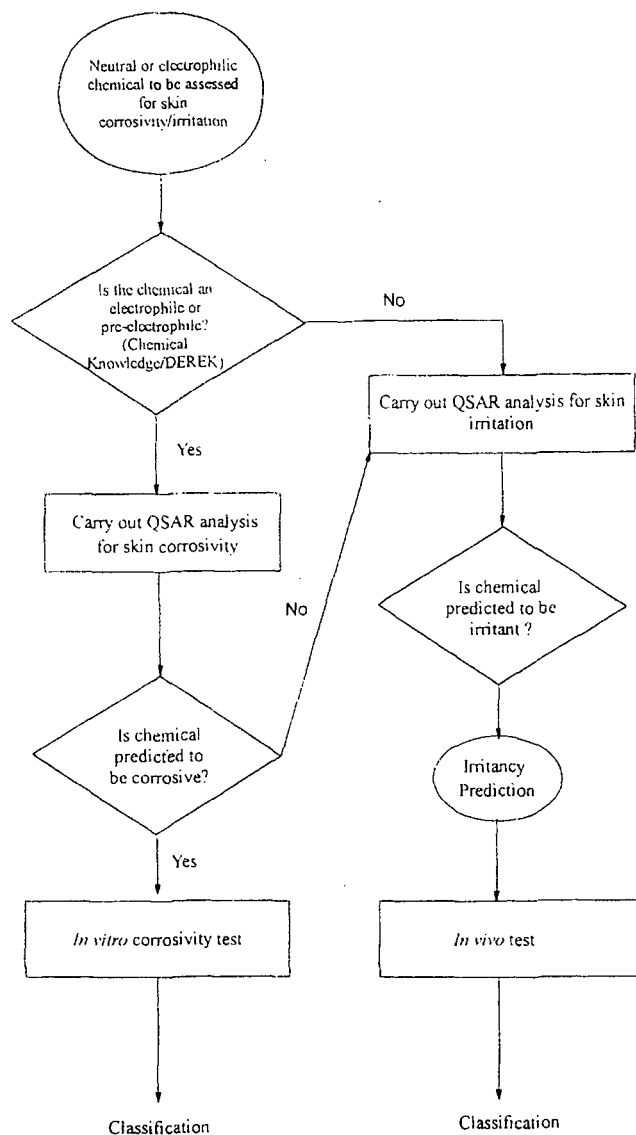 Neutral or electrophilic
chemical to be assessed
for skin
corrosivity/irritation
Is the chemical an
electrophile or
pre-electrophile?
(Chemical
Knowledge/DEREK)
No
Carry out QSAR analysis for skin
irritation
Yes
Carry out QSAR analysis
for skin corrosivity
No
Is chemical
predicted to be
irritant ?
Is chemical
predicted to
be corrosive?
Irritancy
Prediction
Yes
In vitro corrosivity test
In vivo test
Classification
Classification